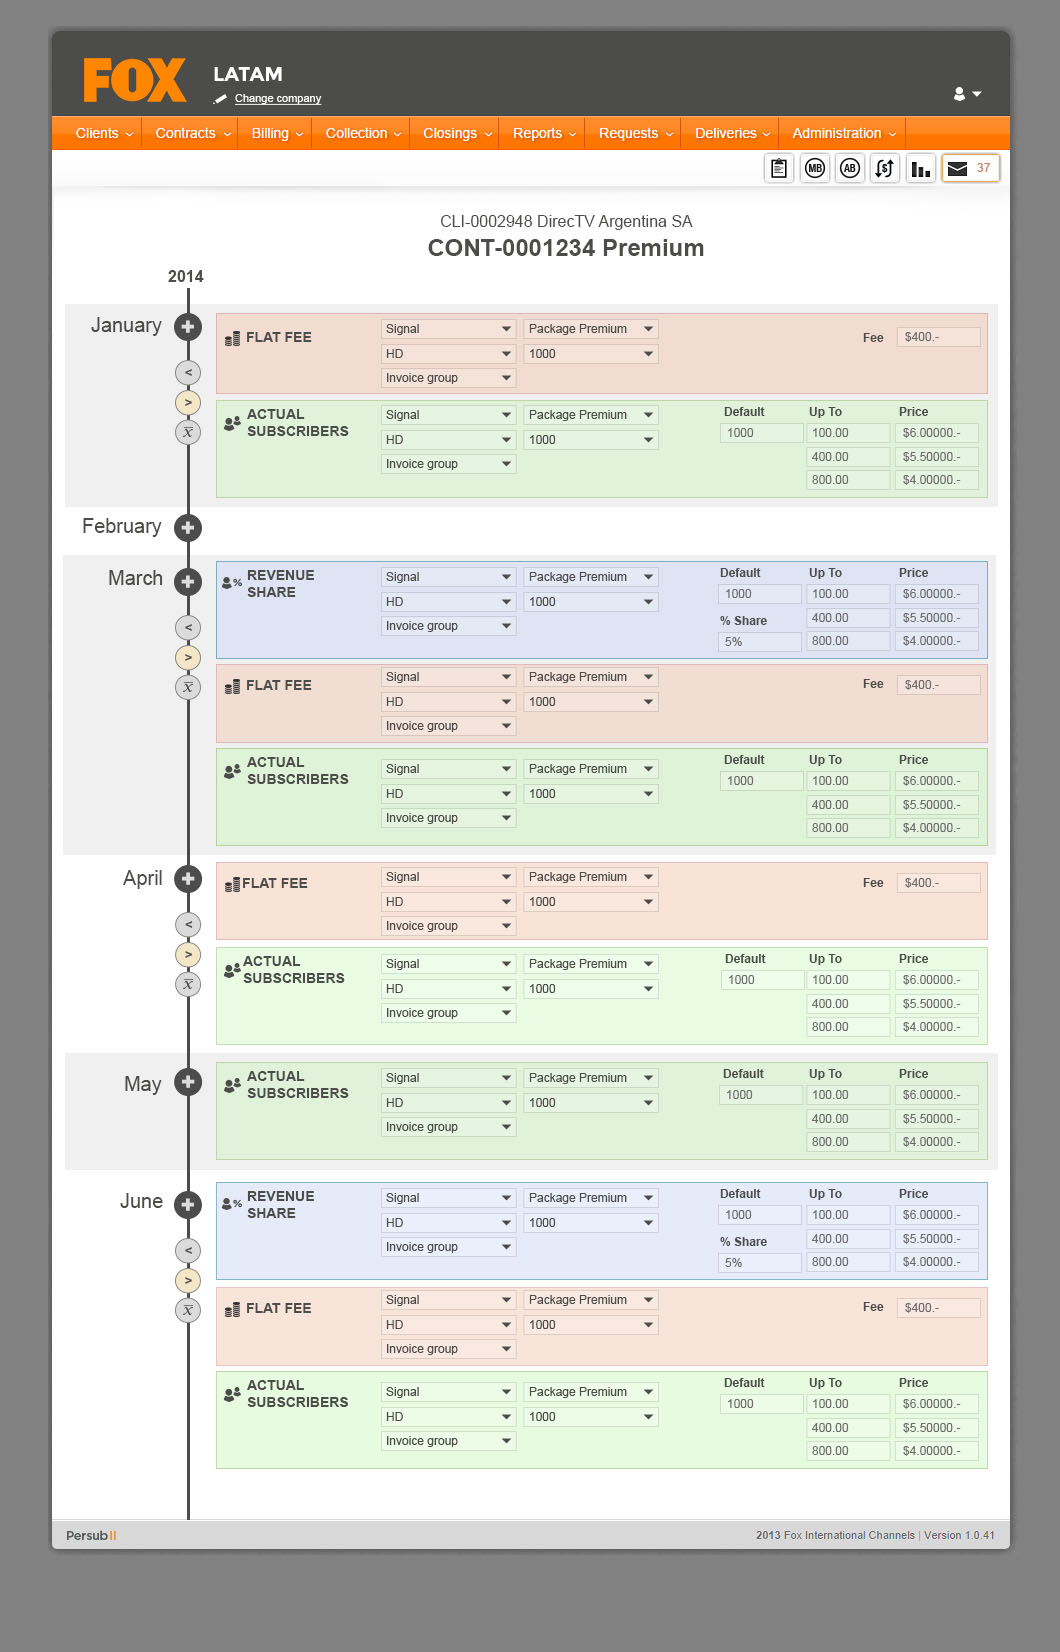 FOX
LATAM
Change company
Clients Contracts Billing Collection Closings Reports Requests Deliveries Administration
MB AB $ 37
CLI-0002948 DirecTV Argentina SA
CONT-0001234 Premium
2014
January
FLAT FEE
Signal Package Premium
Fee $400.-
HD 1000
Invoice group
<
>
x̅
ACTUAL
SUBSCRIBERS
Signal Package Premium
HD 1000
Invoice group
Default Up To Price
1000 100.00 $6.00000.-
400.00 $5.50000.-
800.00 $4.00000.-
February
March
%
REVENUE
SHARE
Signal Package Premium
HD 1000
Invoice group
Default Up To Price
1000 100.00 $6.00000.-
% Share 400.00 $5.50000.-
5% 800.00 $4.00000.-
<
>
x̅
FLAT FEE
Signal Package Premium
Fee $400.-
HD 1000
Invoice group
ACTUAL
SUBSCRIBERS
Signal Package Premium
HD 1000
Invoice group
Default Up To Price
1000 100.00 $6.00000.-
400.00 $5.50000.-
800.00 $4.00000.-
April
FLAT FEE
Signal Package Premium
Fee $400.-
HD 1000
Invoice group
<
>
x̅
ACTUAL
SUBSCRIBERS
Signal Package Premium
HD 1000
Invoice group
Default Up To Price
1000 100.00 $6.00000.-
400.00 $5.50000.-
800.00 $4.00000.-
May
ACTUAL
SUBSCRIBERS
Signal Package Premium
HD 1000
Invoice group
Default Up To Price
1000 100.00 $6.00000.-
400.00 $5.50000.-
800.00 $4.00000.-
June
%
REVENUE
SHARE
Signal Package Premium
HD 1000
Invoice group
Default Up To Price
1000 100.00 $6.00000.-
% Share 400.00 $5.50000.-
5% 800.00 $4.00000.-
<
>
x̅
FLAT FEE
Signal Package Premium
Fee $400.-
HD 1000
Invoice group
ACTUAL
SUBSCRIBERS
Signal Package Premium
HD 1000
Invoice group
Default Up To Price
1000 100.00 $6.00000.-
400.00 $5.50000.-
800.00 $4.00000.-
Persub II
2013 Fox International Channels | Version 1.0.41